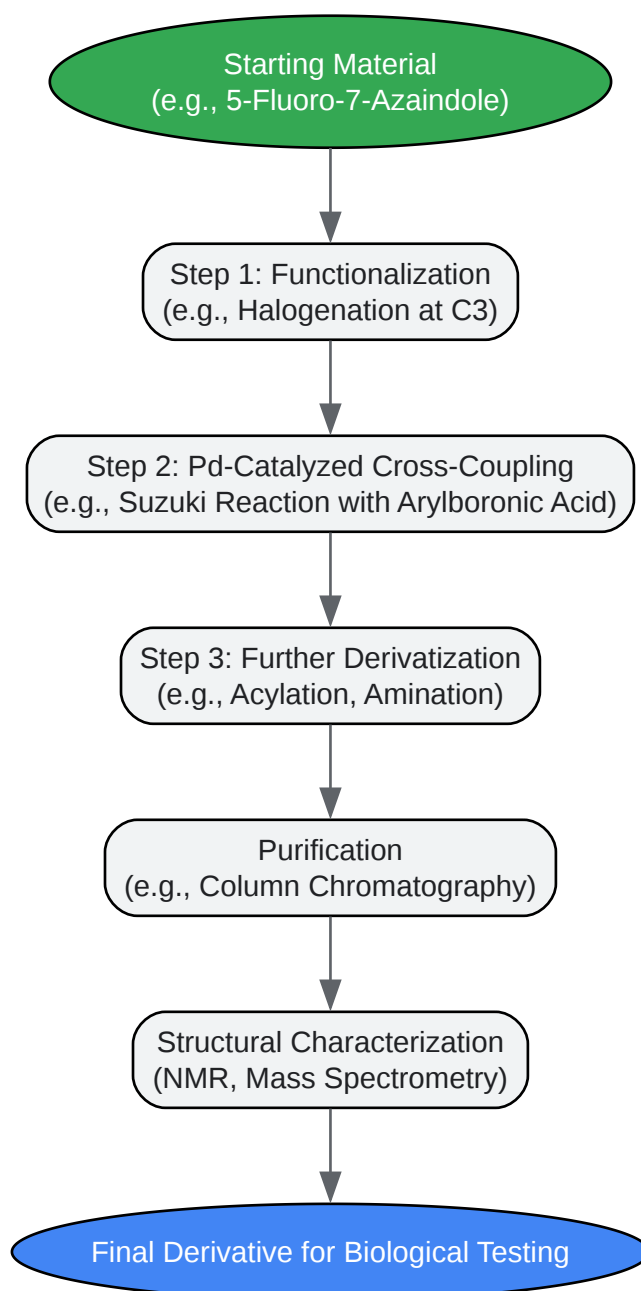 Starting Material
(e.g., 5-Fluoro-7-Azaindole)
Step 1: Functionalization
(e.g., Halogenation at C3)
Step 2: Pd-Catalyzed Cross-Coupling
(e.g., Suzuki Reaction with Arylboronic Acid)
Step 3: Further Derivatization
(e.g., Acylation, Amination)
Purification
(e.g., Column Chromatography)
Structural Characterization
(NMR, Mass Spectrometry)
Final Derivative for Biological Testing